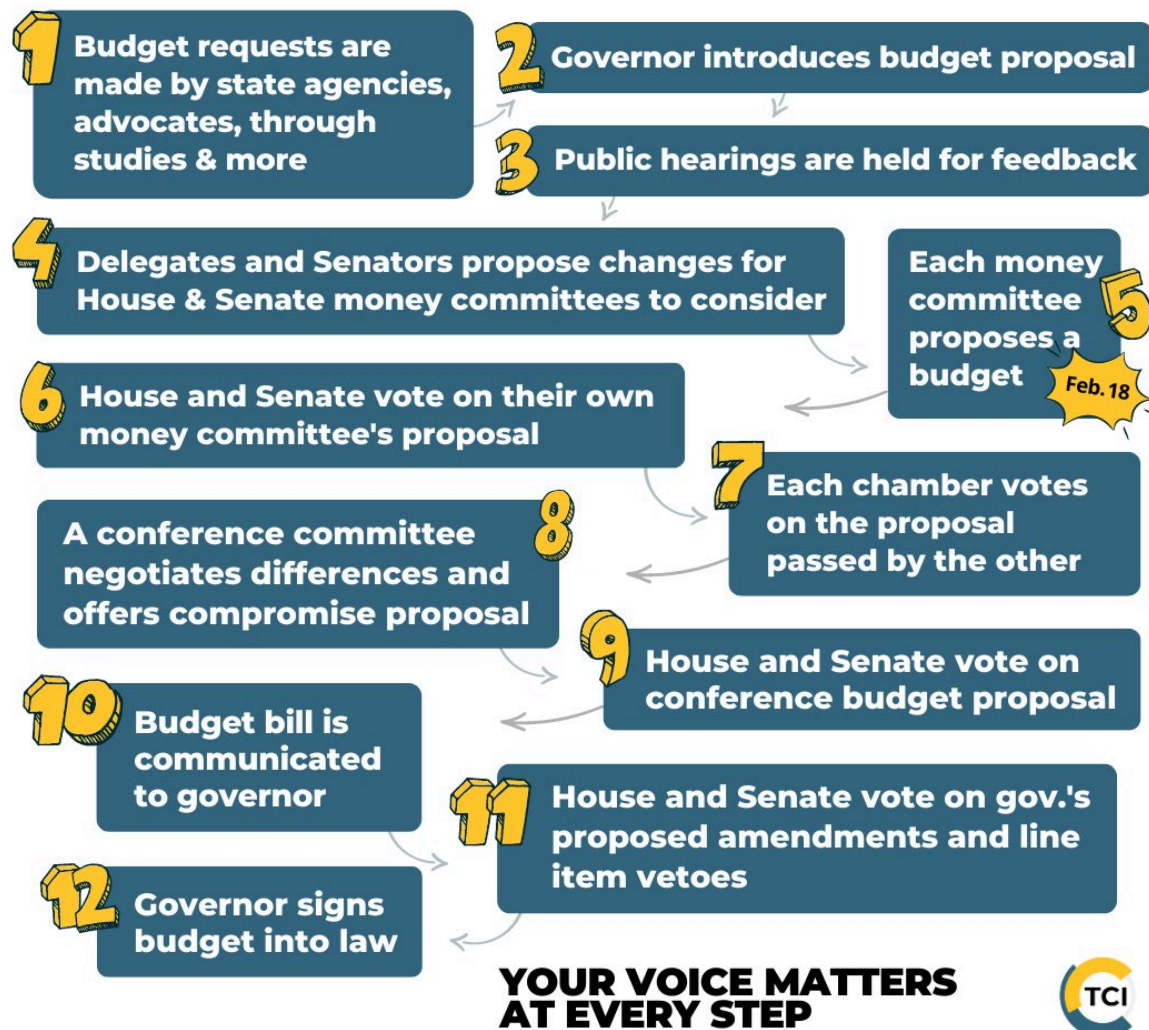 1
Budget requests are
made by state agencies,
advocates, through
studies & more
2
Governor introduces budget proposal
3
Public hearings are held for feedback
4
Delegates and Senators propose changes for
House & Senate money committees to consider
5
Each money
committee
proposes a
budget
Feb. 18
6
House and Senate vote on their own
money committee's proposal
7
Each chamber votes
on the proposal
passed by the other
8
A conference committee
negotiates differences and
offers compromise proposal
9
House and Senate vote on
conference budget proposal
10
Budget bill is
communicated
to governor
11
House and Senate vote on gov.'s
proposed amendments and line
item vetoes
12
Governor signs
budget into law
YOUR VOICE MATTERS
AT EVERY STEP
TCI